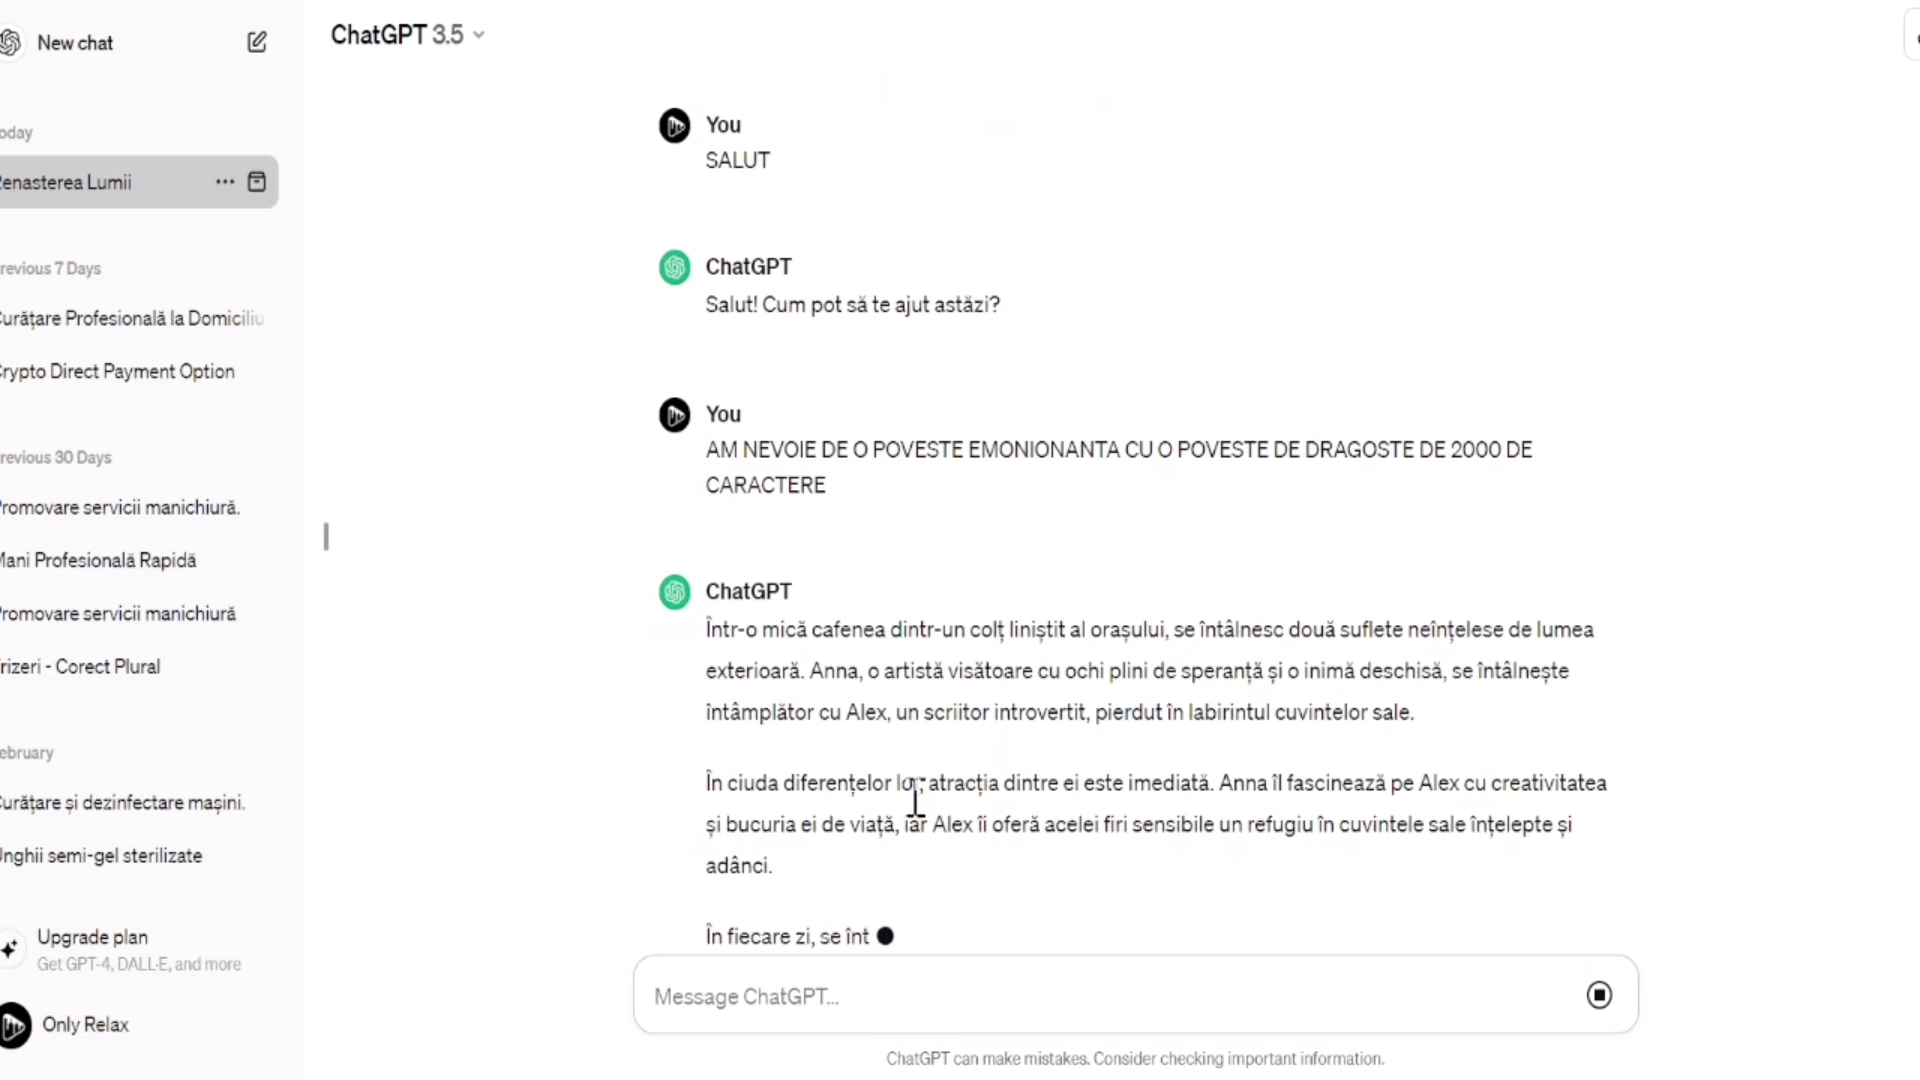 New chat
ChatGPT 3.5
oday
enasterea Lumii
revious 7 Days
urățare Profesională la Domiciliu
rypto Direct Payment Option
revious 30 Days
romovare servicii manichiură.
Mani Profesională Rapidă
romovare servicii manichiură
rizeri - Corect Plural
ebruary
urățare și dezinfectare mașini.
nghii semi-gel sterilizate
Upgrade plan
Get GPT-4, DALL·E, and more
Only Relax
You
SALUT
ChatGPT
Salut! Cum pot să te ajut astăzi?
You
AM NEVOIE DE O POVESTE EMONIONANTA CU O POVESTE DE DRAGOSTE DE 2000 DE
CARACTERE
ChatGPT
Într-o mică cafenea dintr-un colț liniștit al orașului, se întâlnesc două suflete neînțelese de lumea
exterioară. Anna, o artistă visătoare cu ochi plini de speranță și o inimă deschisă, se întâlnește
întâmplător cu Alex, un scriitor introvertit, pierdut în labirintul cuvintelor sale.
În ciuda diferențelor lor, atracția dintre ei este imediată. Anna îl fascinează pe Alex cu creativitatea
și bucuria ei de viață, iar Alex îi oferă acelei firi sensibile un refugiu în cuvintele sale înțelepte și
adânci.
În fiecare zi, se înt
Message ChatGPT...
ChatGPT can make mistakes. Consider checking important information.